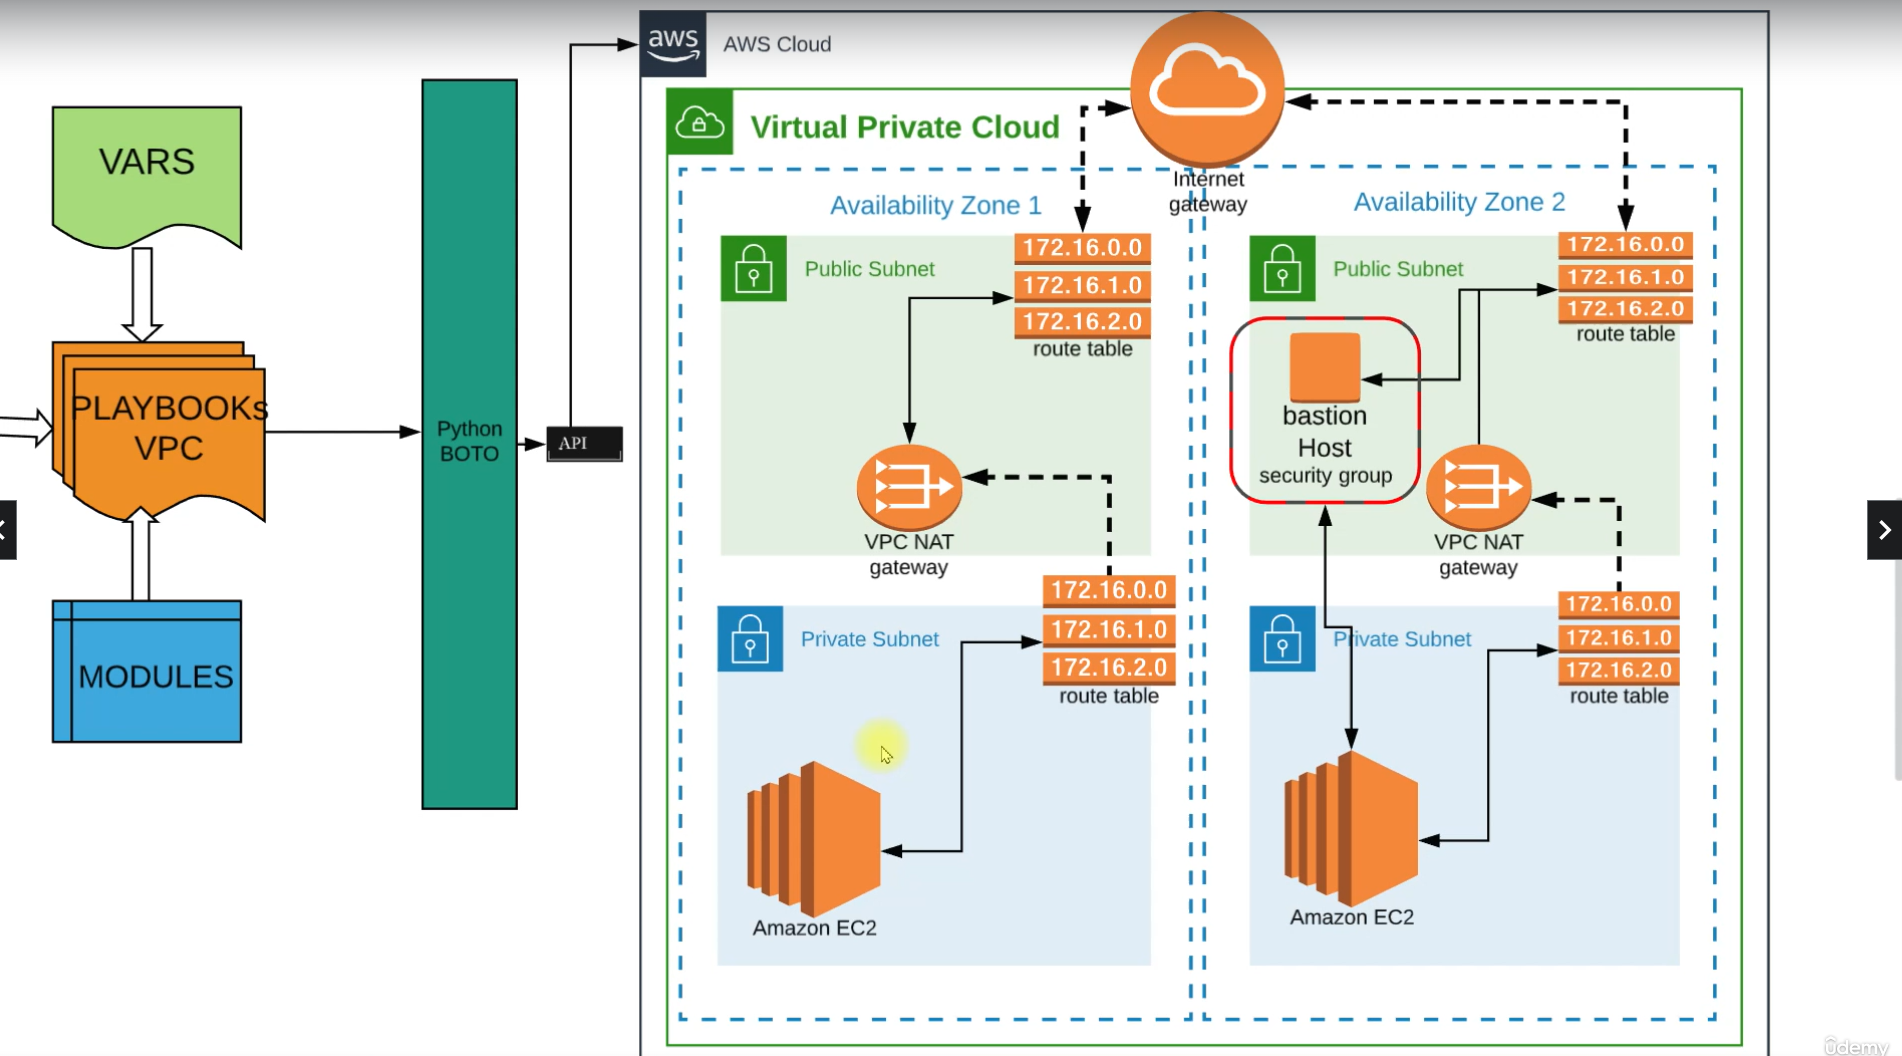 VARS
PLAYBOOKs
VPC
MODULES
Python
BOTO
API
aws
AWS Cloud
Virtual Private Cloud
Internet
gateway
Availability Zone 1
Public Subnet
172.16.0.0
172.16.1.0
172.16.2.0
route table
VPC NAT
gateway
Private Subnet
172.16.0.0
172.16.1.0
172.16.2.0
route table
Amazon EC2
Availability Zone 2
Public Subnet
172.16.0.0
172.16.1.0
172.16.2.0
route table
bastion
Host
security group
VPC NAT
gateway
Private Subnet
172.16.0.0
172.16.1.0
172.16.2.0
route table
Amazon EC2
ûdemy